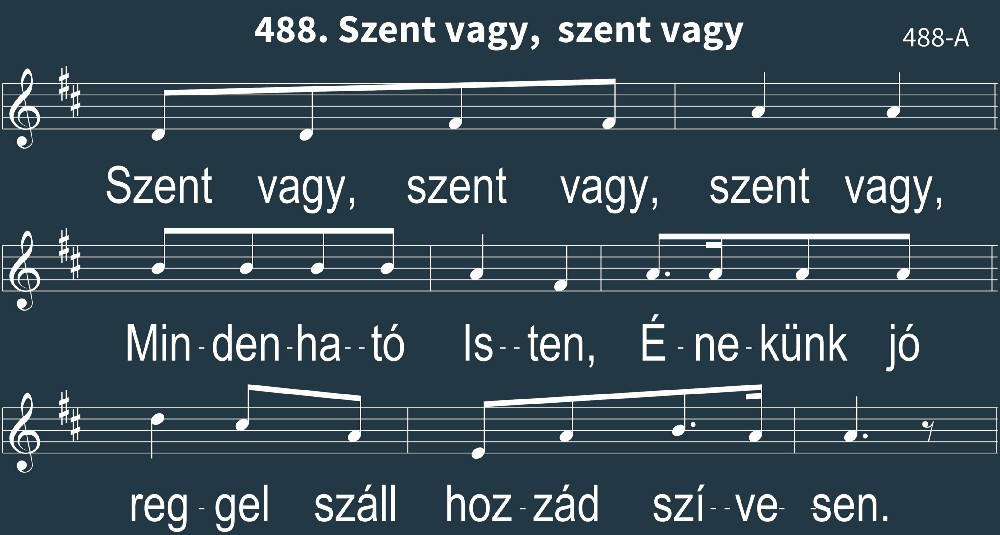 488. Szent vagy, szent vagy
488-A
Szent vagy, szent vagy, szent vagy,
Min-den-ha--tó Is--ten, É-ne-künk jó
reg-gel száll hoz-zád szí--ve- -sen.